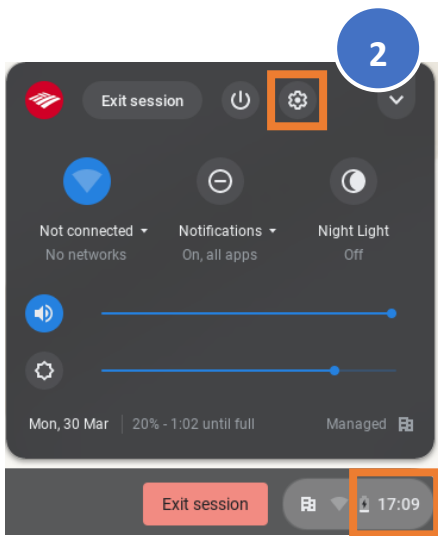 2
Exit session
Not connected Notifications Night Light
No networks On, all apps Off
Mon, 30 Mar 20% - 1:02 until full Managed
Exit session 17:09